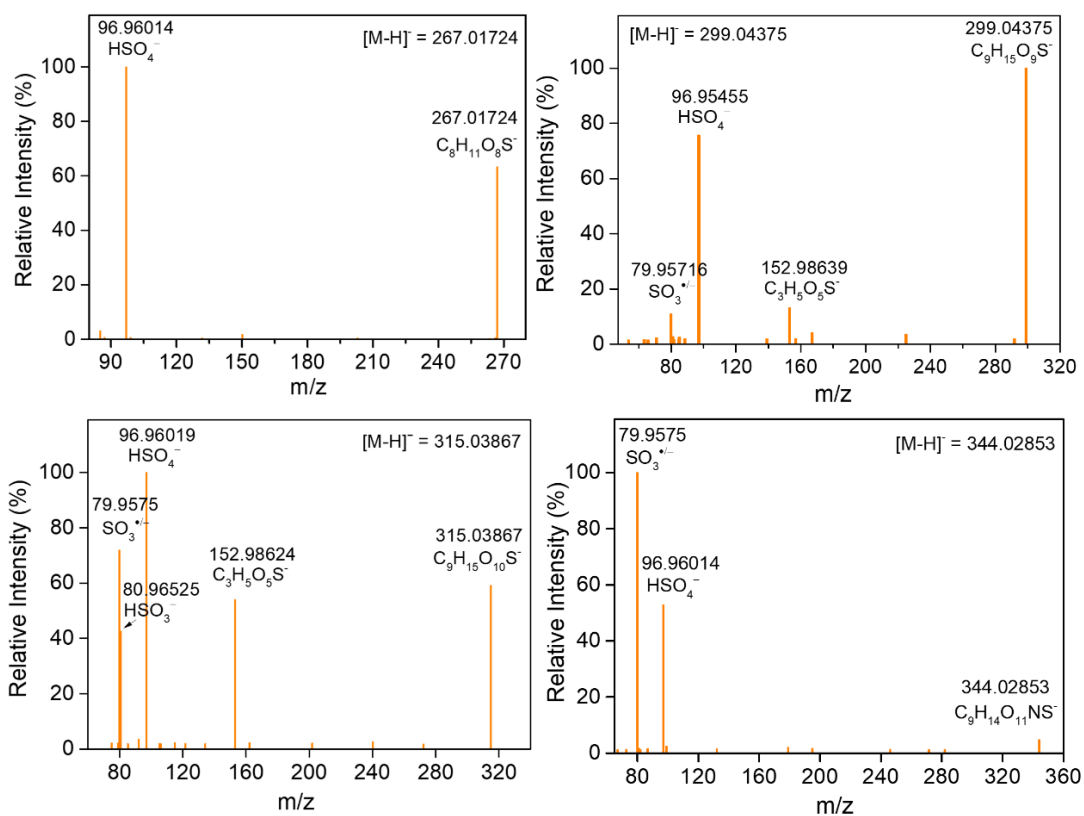 96.96014
HSO₄⁻
[M-H]⁻ = 267.01724
267.01724
C₈H₁₁O₈S⁻
Relative Intensity (%)
100
80
60
40
20
0
90 135 180 225 270
m/z
[M-H]⁻ = 299.04375
299.04375
C₉H₁₅O₉S⁻
96.95455
HSO₄⁻
79.95716
SO₃•/⁻
152.98639
C₃H₅O₅S⁻
Relative Intensity (%)
100
80
60
40
20
0
80 120 160 200 240 280 320
m/z
96.96019
HSO₄⁻
[M-H]⁻ = 315.03867
79.9575
SO₃•/⁻
80.96525
HSO₃⁻
152.98624
C₃H₅O₅S⁻
315.03867
C₉H₁₅O₁₀S⁻
Relative Intensity (%)
100
80
60
40
20
0
80 120 160 200 240 280 320
m/z
79.9575
SO₃•/⁻
[M-H]⁻ = 344.02853
96.96014
HSO₄⁻
344.02853
C₉H₁₄O₁₁NS⁻
Relative Intensity (%)
100
80
60
40
20
0
80 120 160 200 240 280 320 360
m/z